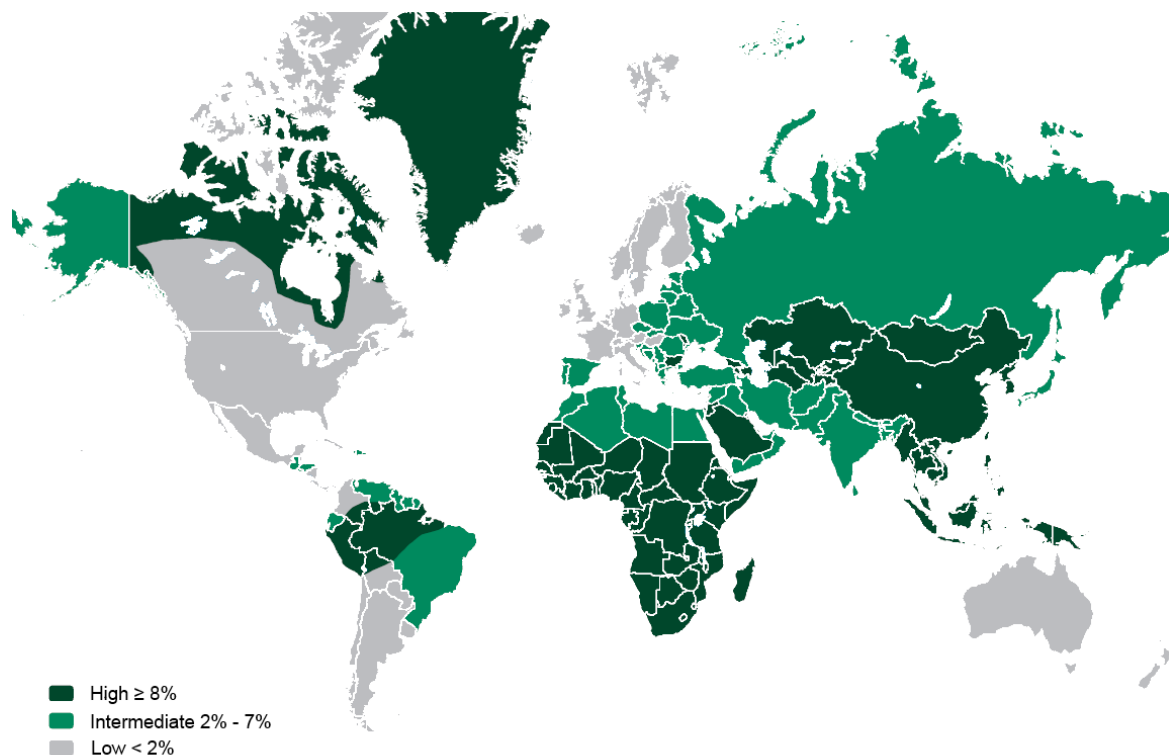 High ≥ 8%
Intermediate 2% - 7%
Low < 2%